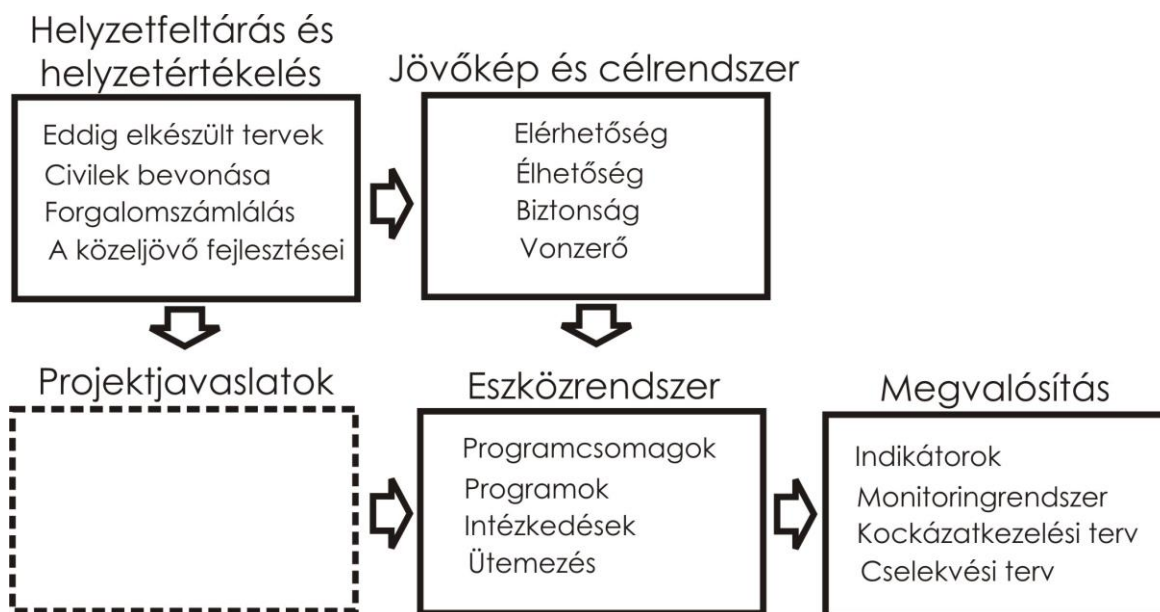 Helyzetfeltárás és
helyzetértékelés
Eddig elkészült tervek
Civilek bevonása
Forgalomszámlálás
A közeljövő fejlesztései
Jövőkép és célrendszer
Elérhetőség
Élhetőség
Biztonság
Vonzerő
Projektjavaslatok
Eszközrendszer
Programcsomagok
Programok
Intézkedések
Ütemezés
Megvalósítás
Indikátorok
Monitoringrendszer
Kockázatkezelési terv
Cselekvési terv